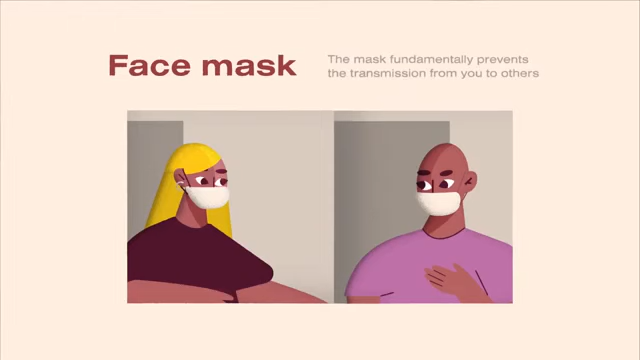 Face mask
The mask fundamentally prevents
the transmission from you to others